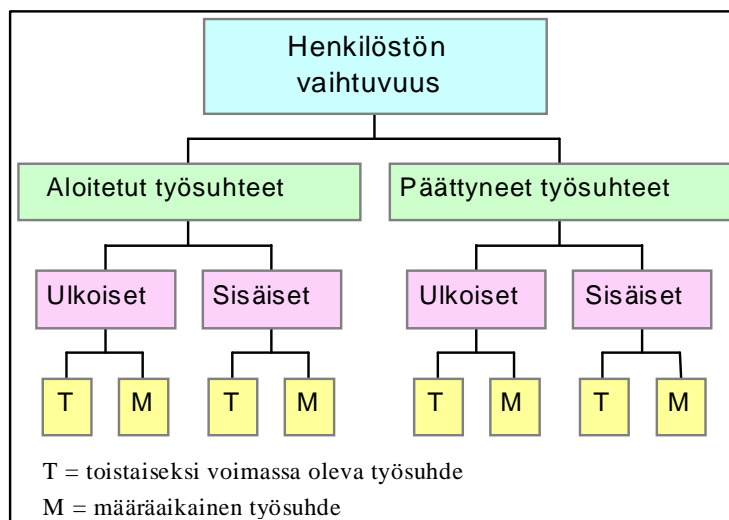 Henkilöstön
vaihtuvuus
Aloitetut työsuhteet
Päättyneet työsuhteet
Ulkoiset
Sisäiset
Ulkoiset
Sisäiset
T
M
T
M
T
M
T
M
T = toistaiseksi voimassa oleva työsuhde
M = määräaikainen työsuhde